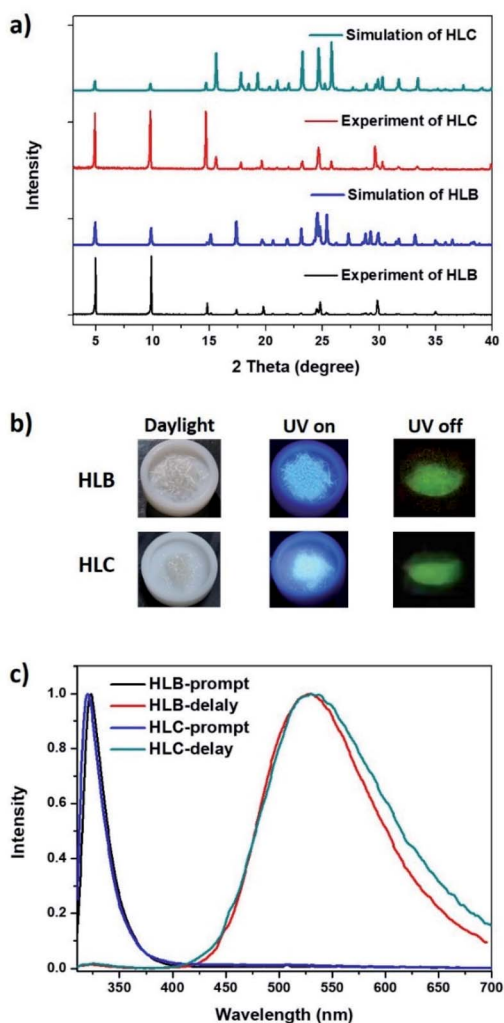 a)
Simulation of HLC
Experiment of HLC
Simulation of HLB
Experiment of HLB
Intensity
5 10 15 20 25 30 35 40
2 Theta (degree)
b)
Daylight UV on UV off
HLB
HLC
c)
HLB-prompt
HLB-delaly
HLC-prompt
HLC-delay
1.0
0.8
0.6
0.4
0.2
0.0
Intensity
350 400 450 500 550 600 650 700
Wavelength (nm)